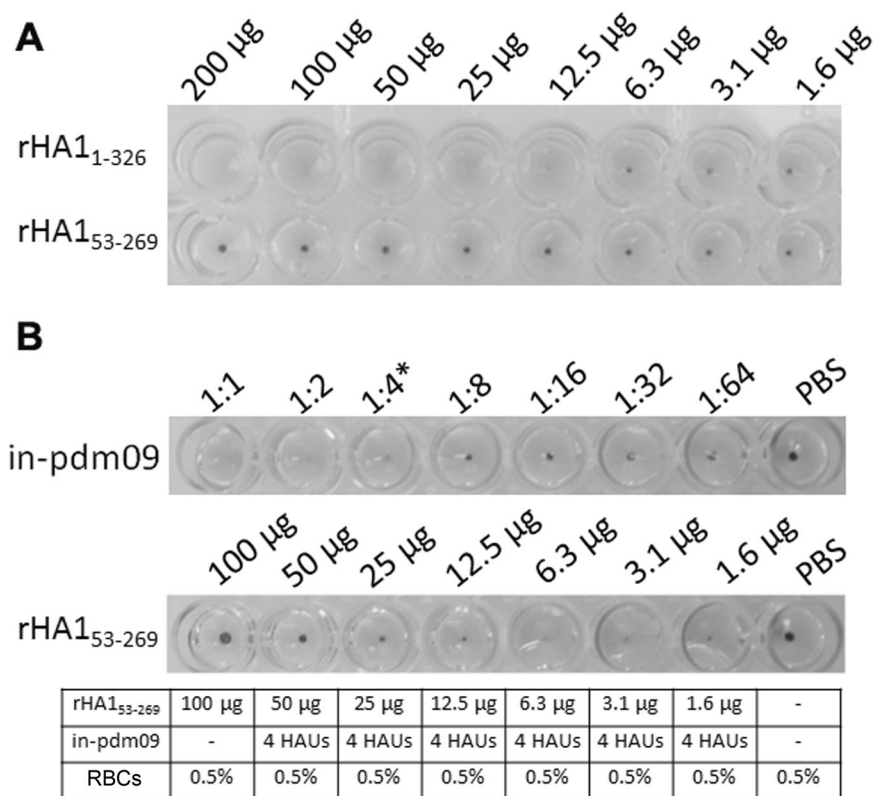 A
200 µg 100 µg 50 µg 25 µg 12.5 µg 6.3 µg 3.1 µg 1.6 µg
rHA1₁₋₃₂₆
rHA1₅₃₋₂₆₉
B
1:1 1:2 1:4* 1:8 1:16 1:32 1:64 PBS
in-pdm09
100 µg 50 µg 25 µg 12.5 µg 6.3 µg 3.1 µg 1.6 µg PBS
rHA1₅₃₋₂₆₉
rHA1₅₃₋₂₆₉ 100 µg 50 µg 25 µg 12.5 µg 6.3 µg 3.1 µg 1.6 µg -
in-pdm09 - 4 HAUs 4 HAUs 4 HAUs 4 HAUs 4 HAUs 4 HAUs -
RBCs 0.5% 0.5% 0.5% 0.5% 0.5% 0.5% 0.5% 0.5%